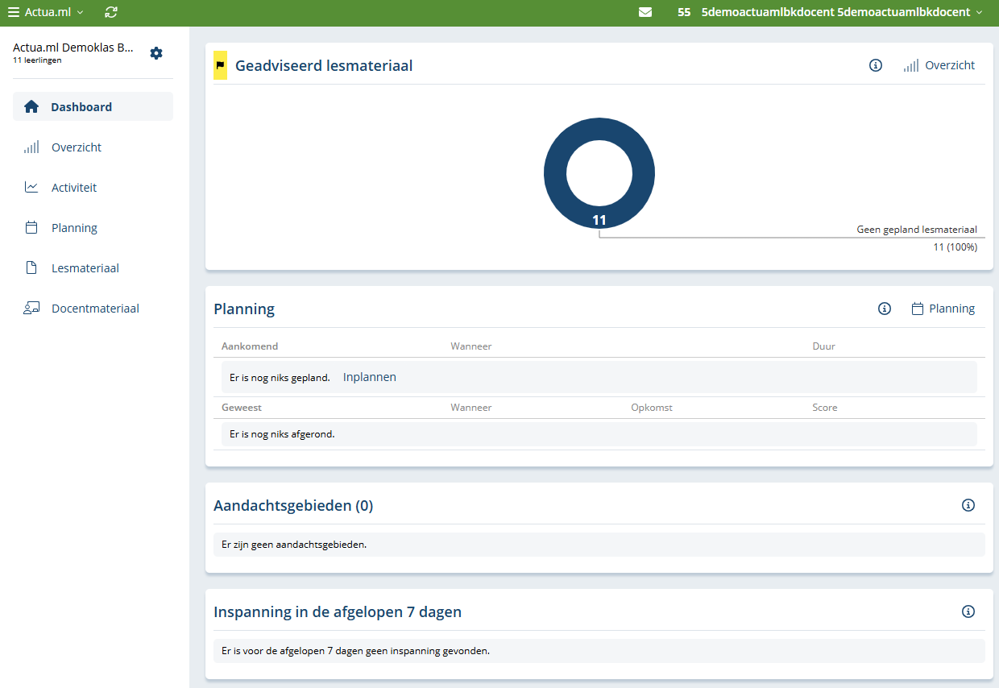 Actua.ml
55 5demoactuamlbkdocent 5demoactuamlbkdocent
Actua.ml Demoklas B...
11 leerlingen
Dashboard
Overzicht
Activiteit
Planning
Lesmateriaal
Docentmateriaal
Geadviseerd lesmateriaal
Overzicht
11
Geen gepland lesmateriaal
11 (100%)
Planning
Planning
Aankomend Wanneer Duur
Er is nog niks gepland. Inplannen
Geweest Wanneer Opkomst Score
Er is nog niks afgerond.
Aandachtsgebieden (0)
Er zijn geen aandachtsgebieden.
Inspanning in de afgelopen 7 dagen
Er is voor de afgelopen 7 dagen geen inspanning gevonden.